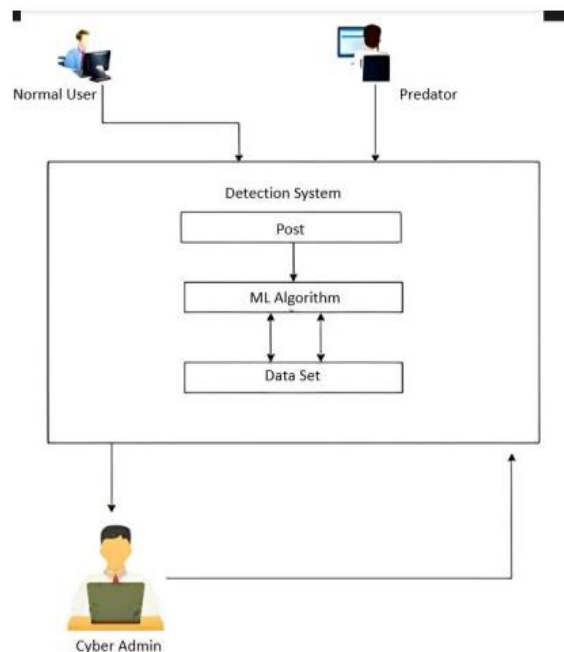 Normal User
Predator
Detection System
Post
ML Algorithm
Data Set
Cyber Admin